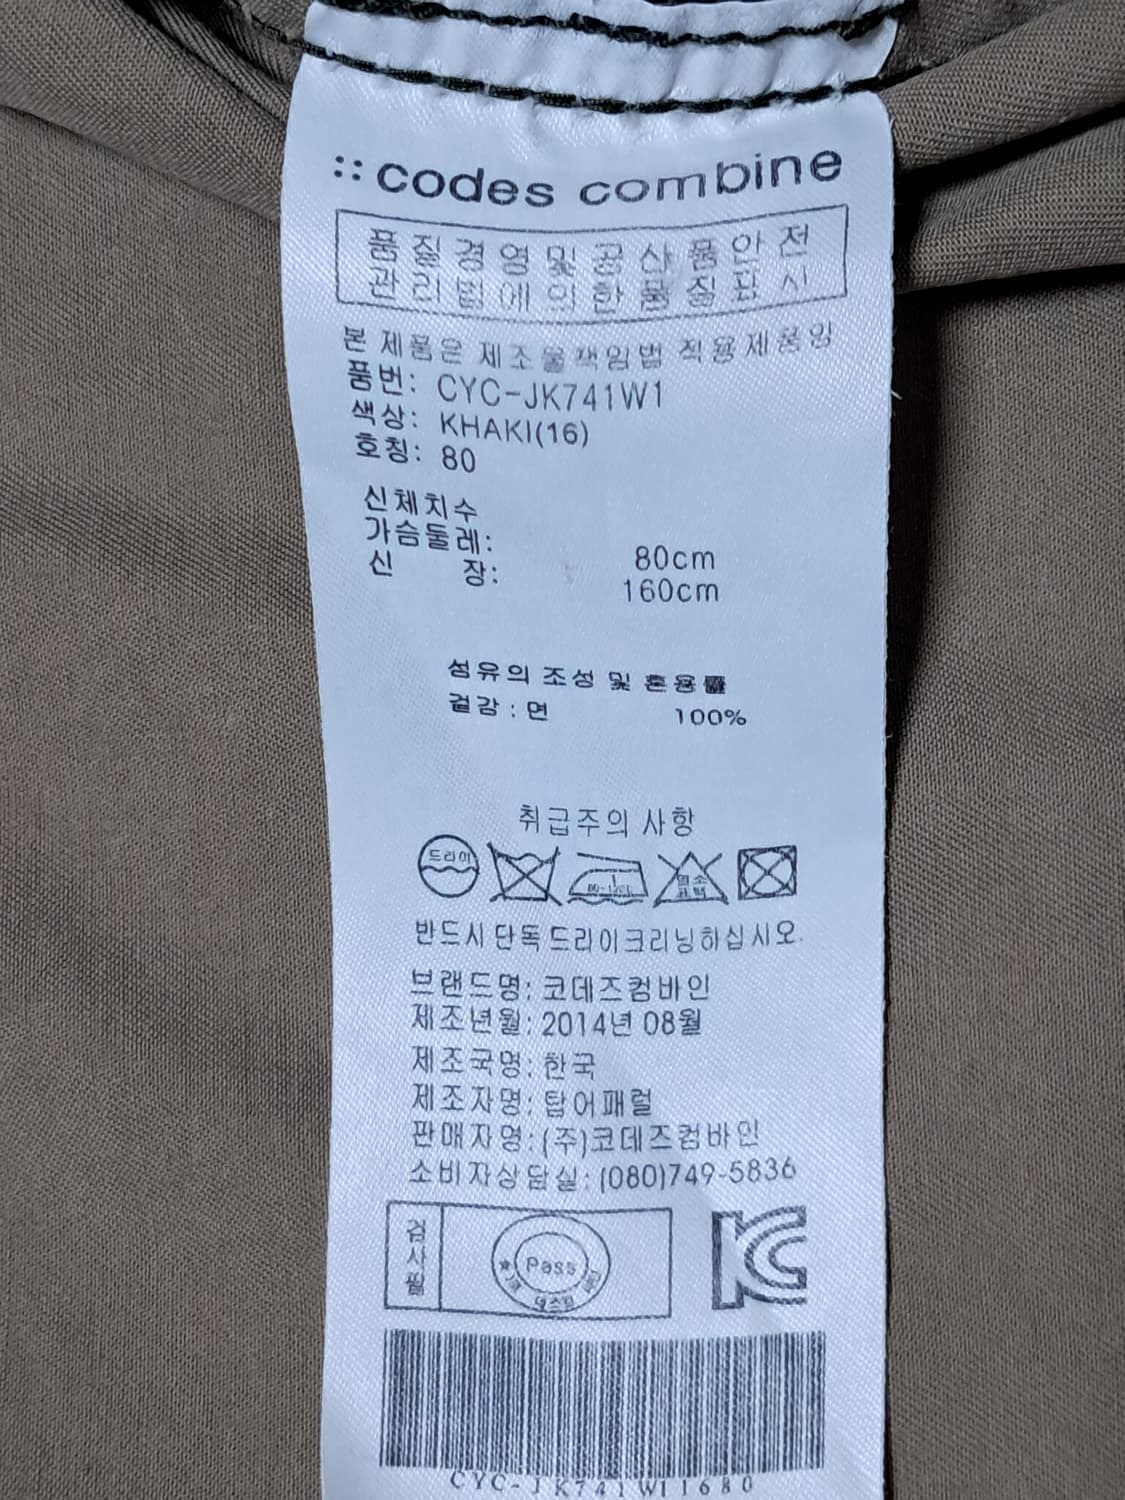 ::codes combine
품질경영및공산품안전
관리법에의한품질표시
본 제품은 제조물책임법 적용제품임
품번: CYC-JK741W1
색상: KHAKI(16)
호칭: 80
신체치수
가슴둘레: 80cm
신 장: 160cm
섬유의 조성 및 혼용률
겉감 : 면 100%
취급주의 사항
드라이
염소
표백
반드시 단독 드라이크리닝하십시오.
브랜드명: 코데즈컴바인
제조년월: 2014년 08월
제조국명: 한국
제조자명: 탑어패럴
판매자명: (주)코데즈컴바인
소비자상담실: (080)749-5836
검사필
Pass
KC
CYC-JK741W11680